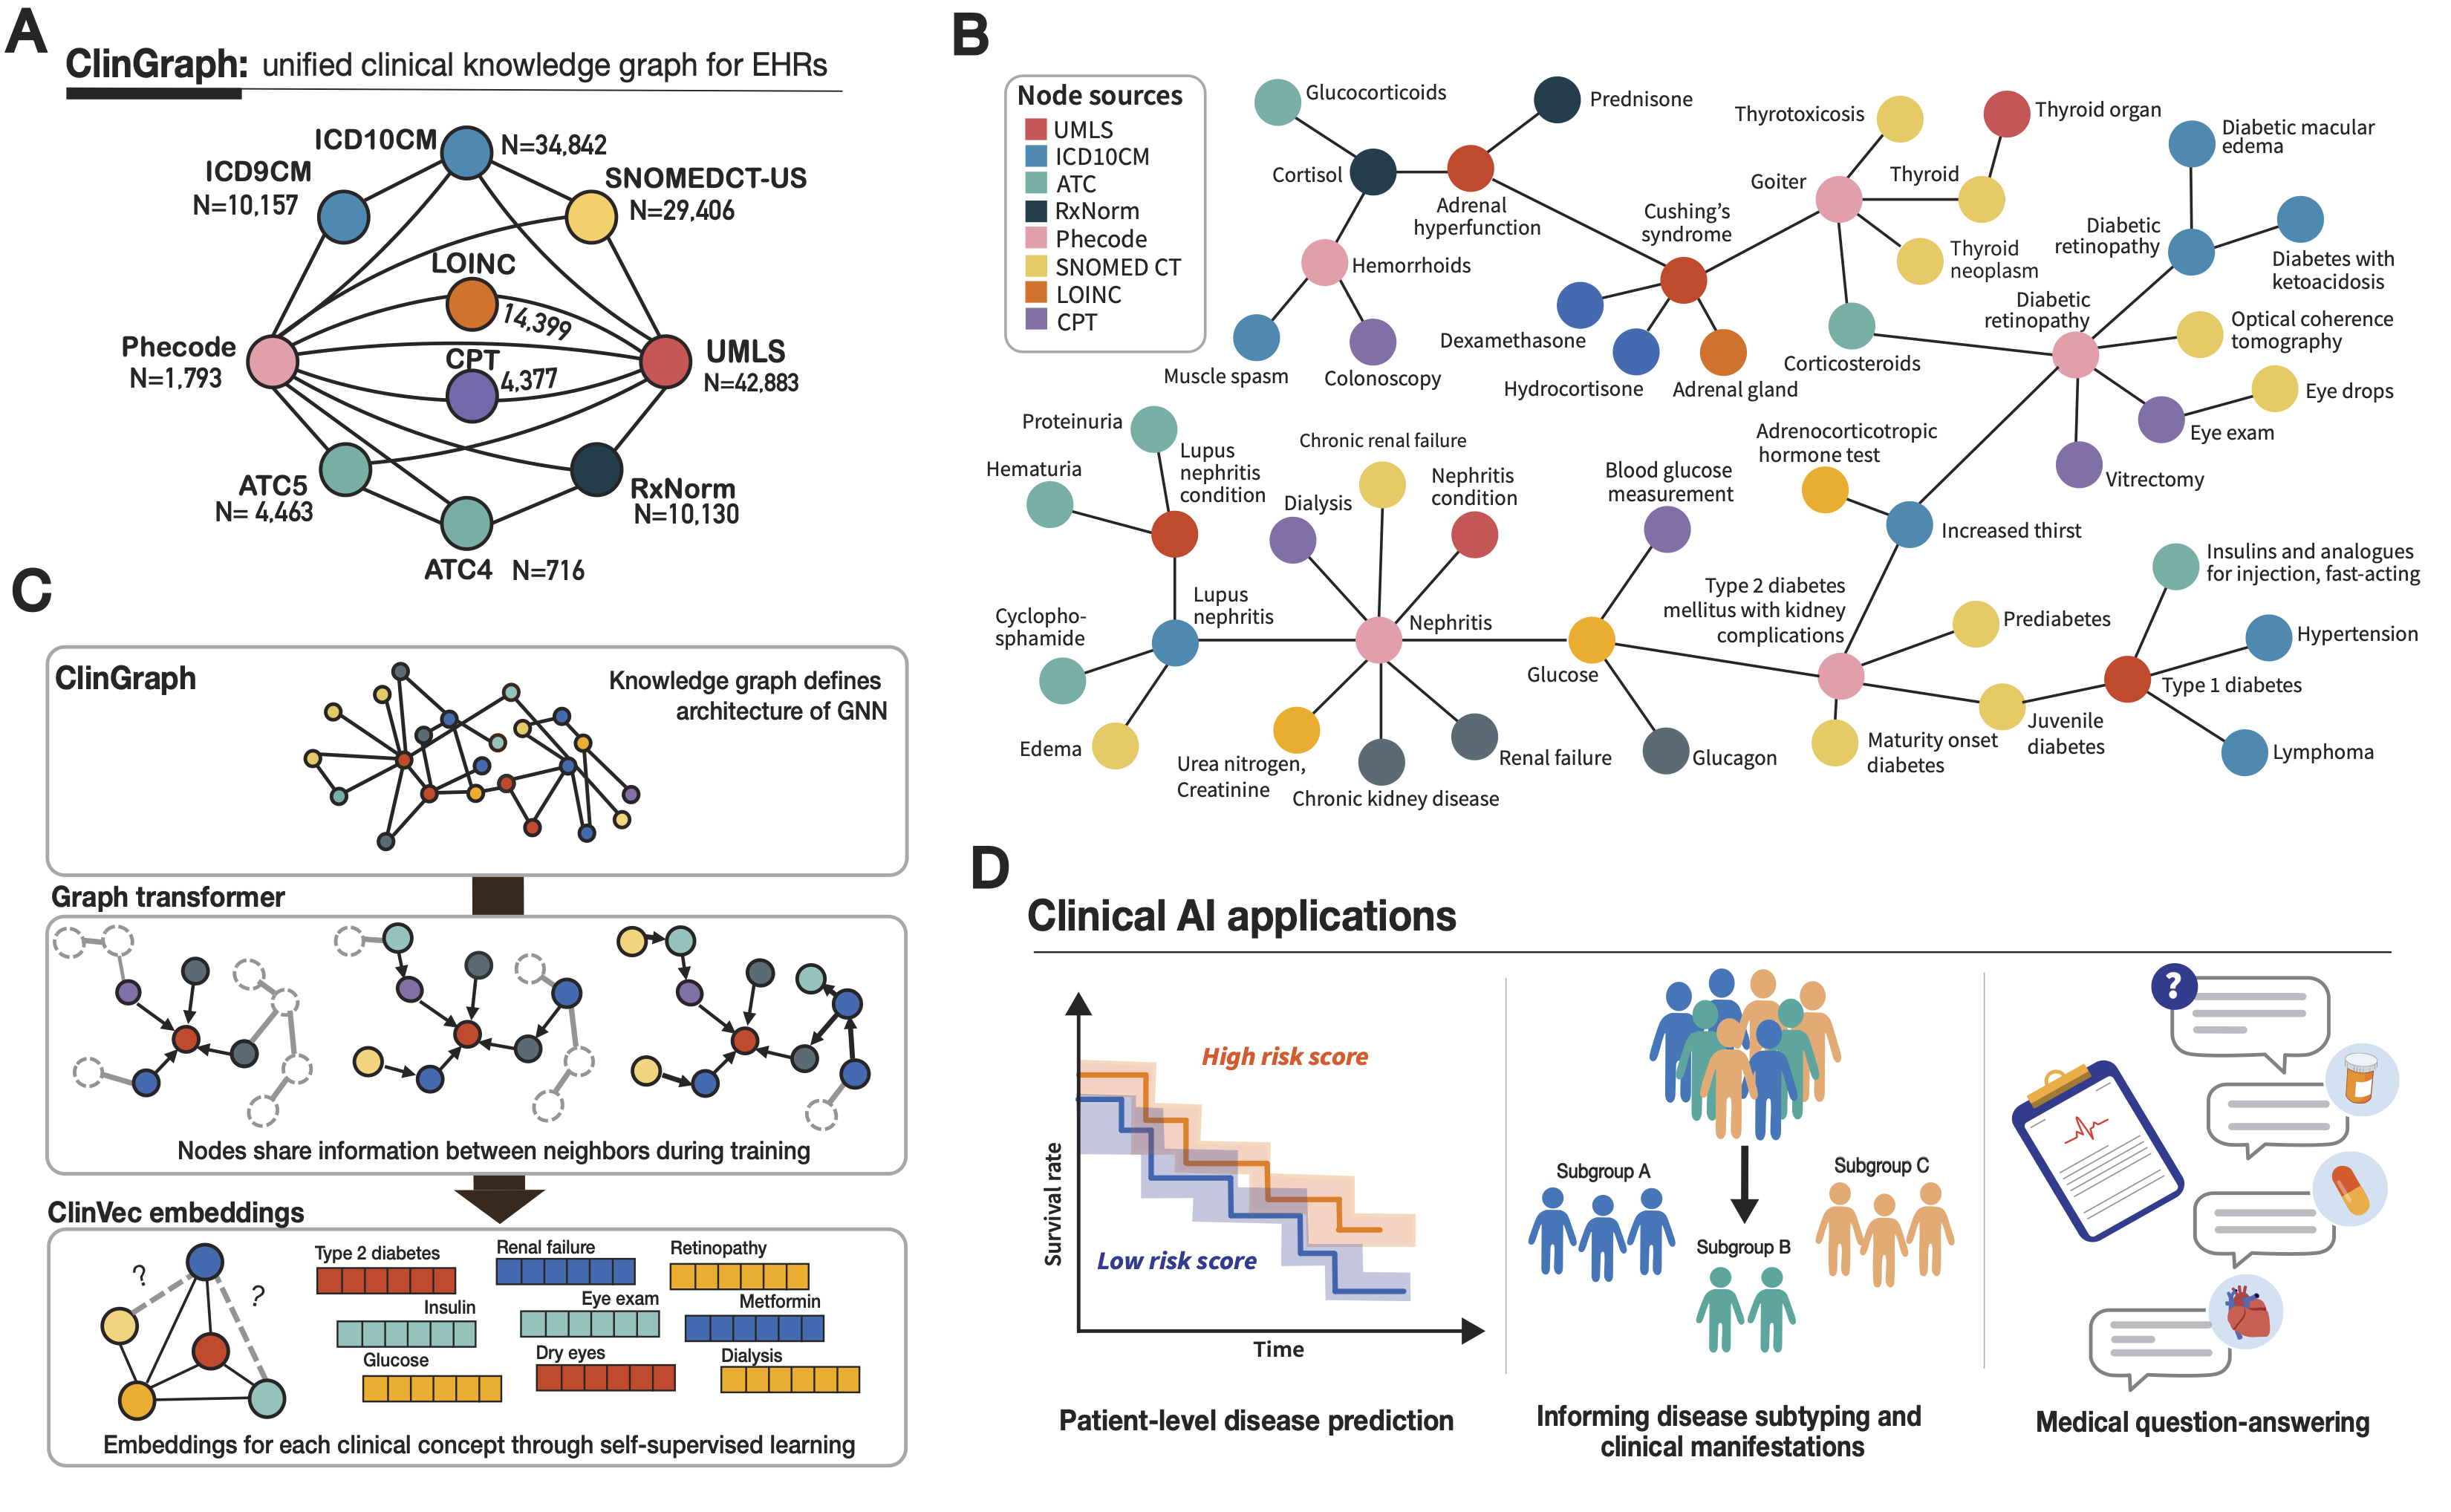 A
ClinGraph: unified clinical knowledge graph for EHRs
ICD10CM
N=34,842
ICD9CM
N=10,157
SNOMEDCT-US
N=29,406
LOINC
14,399
Phecode
N=1,793
CPT
4,377
UMLS
N=42,883
ATC5
N= 4,463
RxNorm
N=10,130
ATC4 N=716
B
Node sources
UMLS
ICD10CM
ATC
RxNorm
Phecode
SNOMED CT
LOINC
CPT
Glucocorticoids
Prednisone
Cortisol
Adrenal
hyperfunction
Hemorrhoids
Muscle spasm
Colonoscopy
Cushing's
syndrome
Dexamethasone
Hydrocortisone
Adrenal gland
Thyrotoxicosis
Thyroid organ
Goiter
Thyroid
Thyroid
neoplasm
Corticosteroids
Diabetic macular
edema
Diabetic
retinopathy
Diabetes with
ketoacidosis
Diabetic
retinopathy
Optical coherence
tomography
Eye drops
Eye exam
Vitrectomy
Adrenocorticotropic
hormone test
Increased thirst
Proteinuria
Hematuria
Lupus
nephritis
condition
Lupus
nephritis
Cyclopho-
sphamide
Edema
Chronic renal failure
Dialysis
Nephritis
condition
Nephritis
Urea nitrogen,
Creatinine
Chronic kidney disease
Renal failure
Blood glucose
measurement
Glucose
Glucagon
Type 2 diabetes
mellitus with kidney
complications
Prediabetes
Maturity onset
diabetes
Juvenile
diabetes
Insulins and analogues
for injection, fast-acting
Hypertension
Type 1 diabetes
Lymphoma
C
ClinGraph
Knowledge graph defines
architecture of GNN
Graph transformer
Nodes share information between neighbors during training
ClinVec embeddings
?
?
Type 2 diabetes
Renal failure
Retinopathy
Insulin
Eye exam
Metformin
Glucose
Dry eyes
Dialysis
Embeddings for each clinical concept through self-supervised learning
D
Clinical AI applications
High risk score
Low risk score
Survival rate
Time
Patient-level disease prediction
Subgroup A
Subgroup B
Subgroup C
Informing disease subtyping and
clinical manifestations
?
Medical question-answering